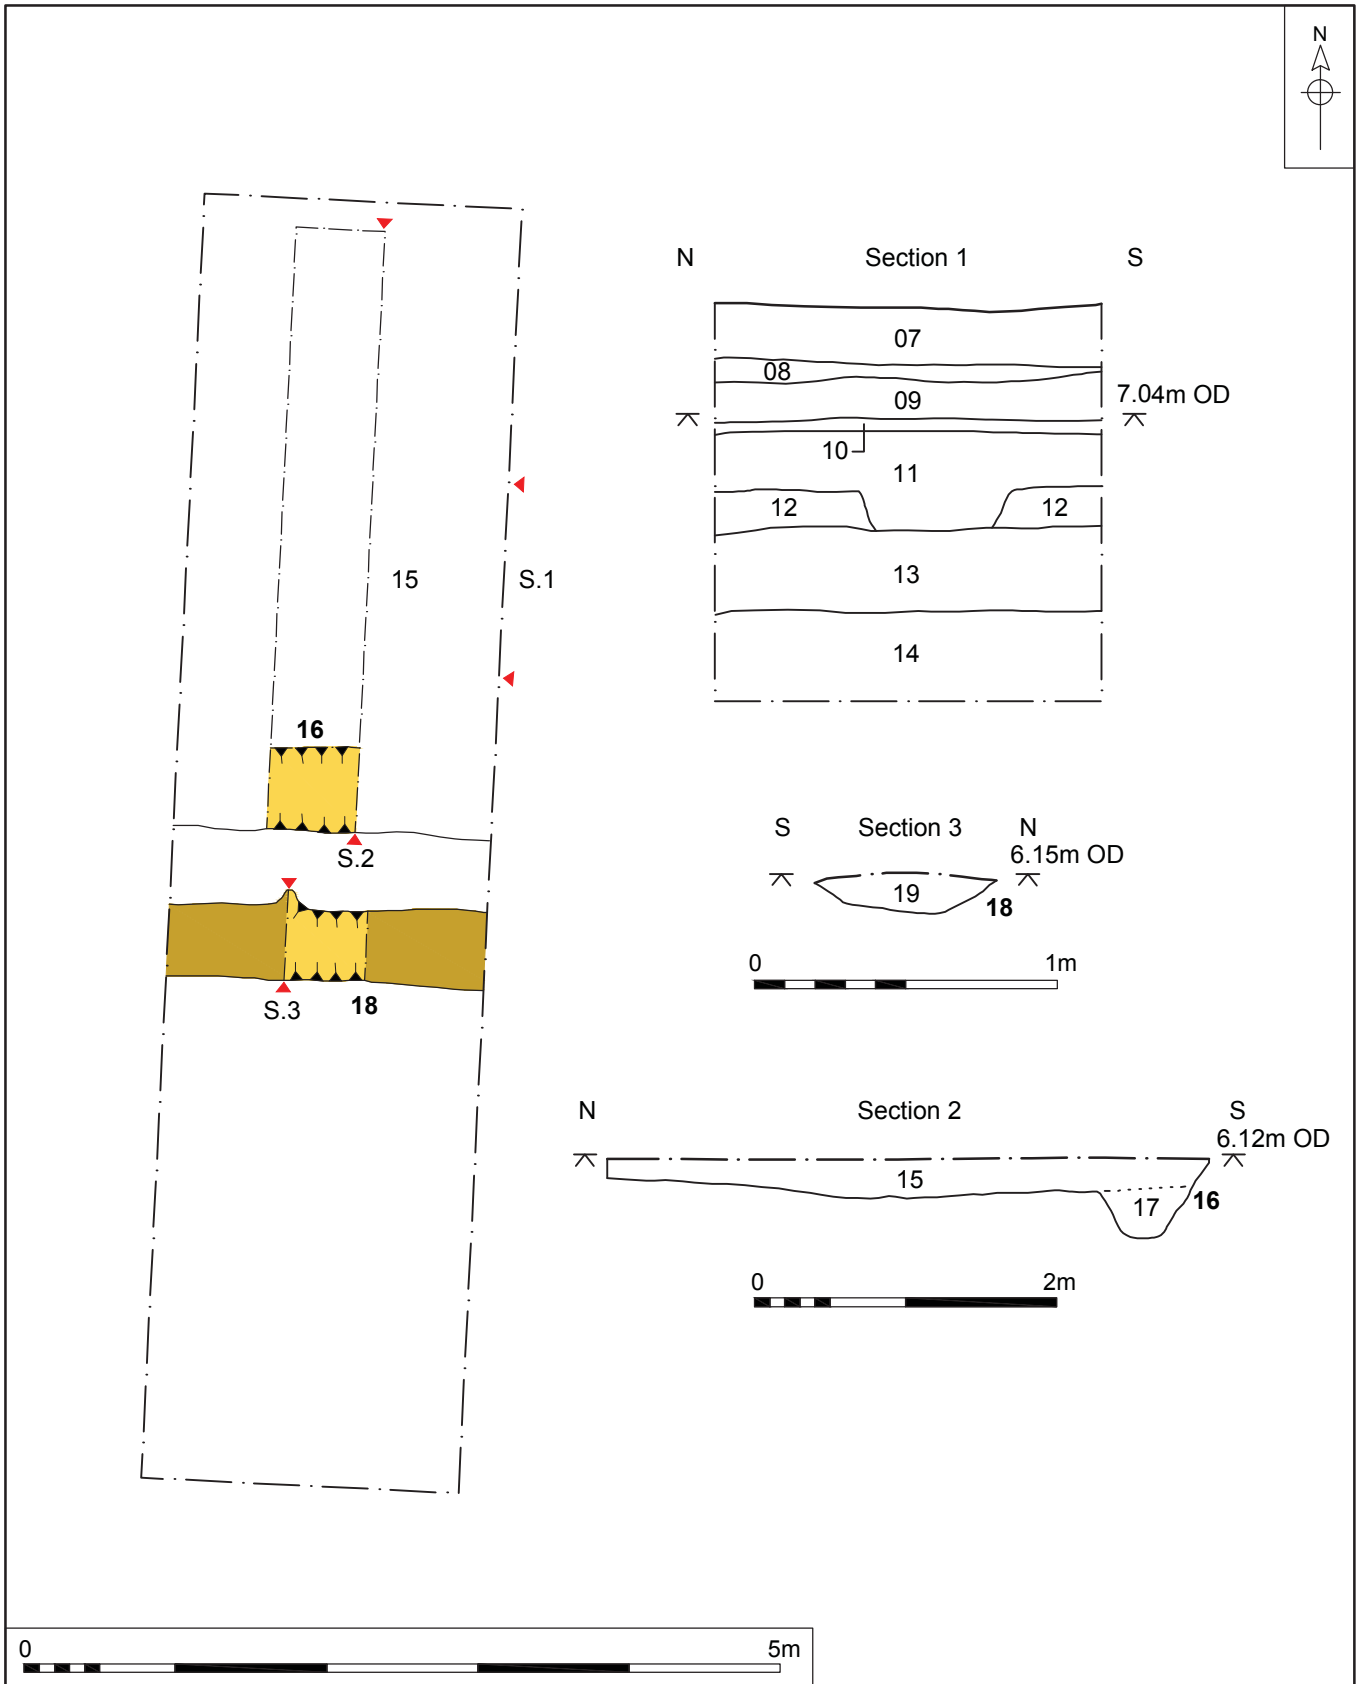 N
N Section 1 S
07
08
09
7.04m OD
10
11
12 12
13
14
15
S.1
16
S.2
S.3
18
S Section 3 N
6.15m OD
19
18
0 1m
N Section 2 S
6.12m OD
15
17
16
0 2m
0 5m